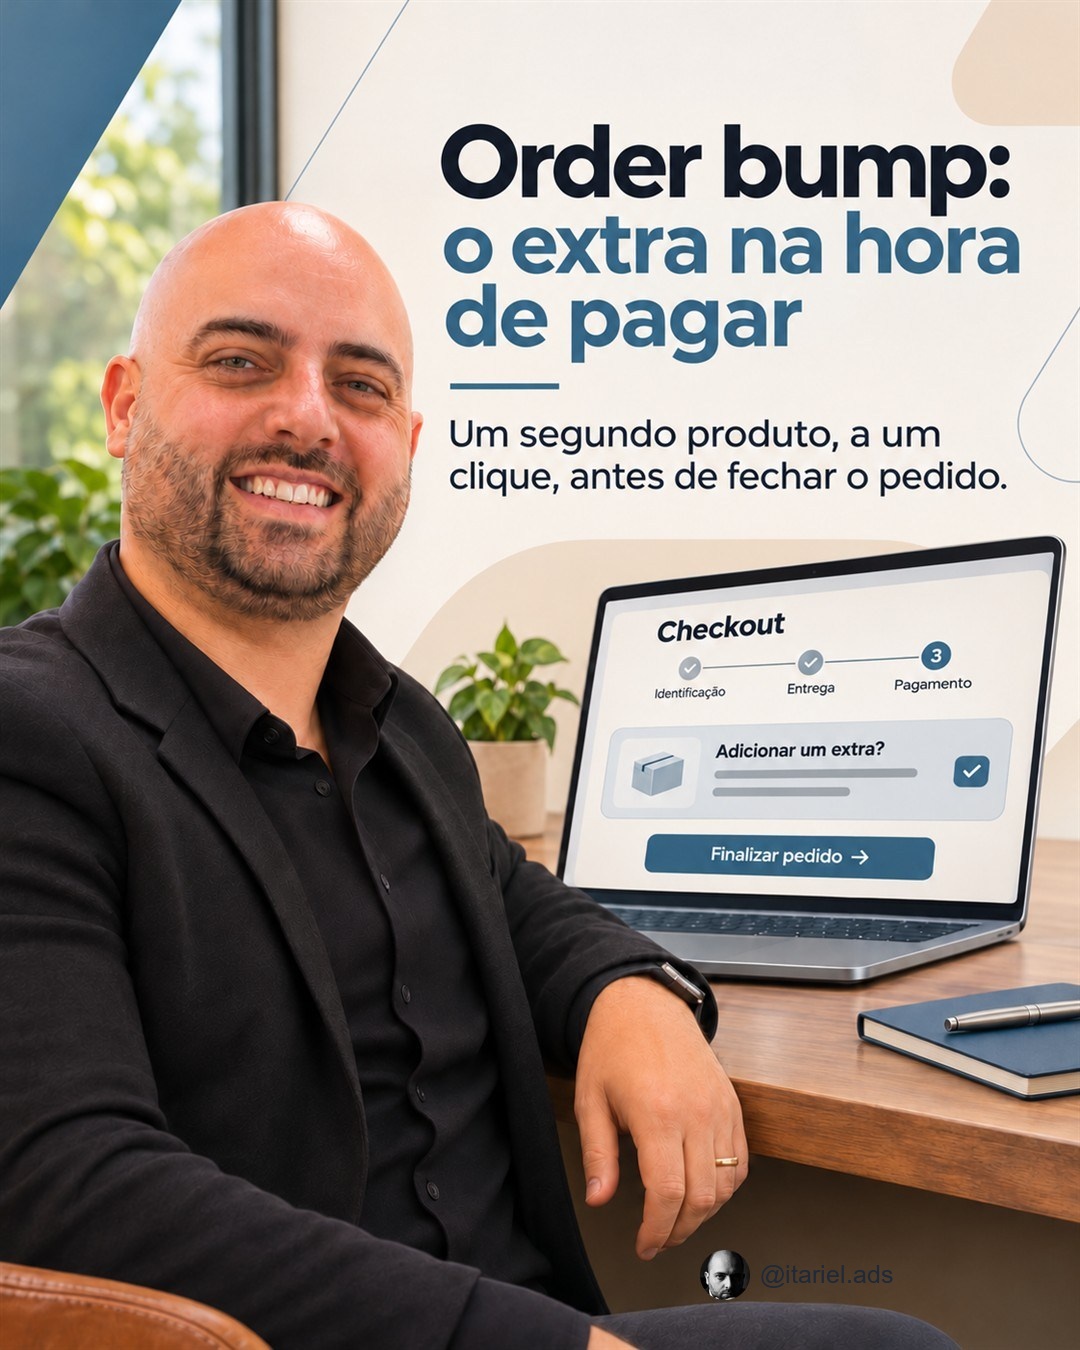 Order bump:
o extra na hora
de pagar
Um segundo produto, a um
clique, antes de fechar o pedido.
Checkout
3
Identificação
Entrega
Pagamento
Adicionar um extra?
Finalizar pedido →
@itariel.ads